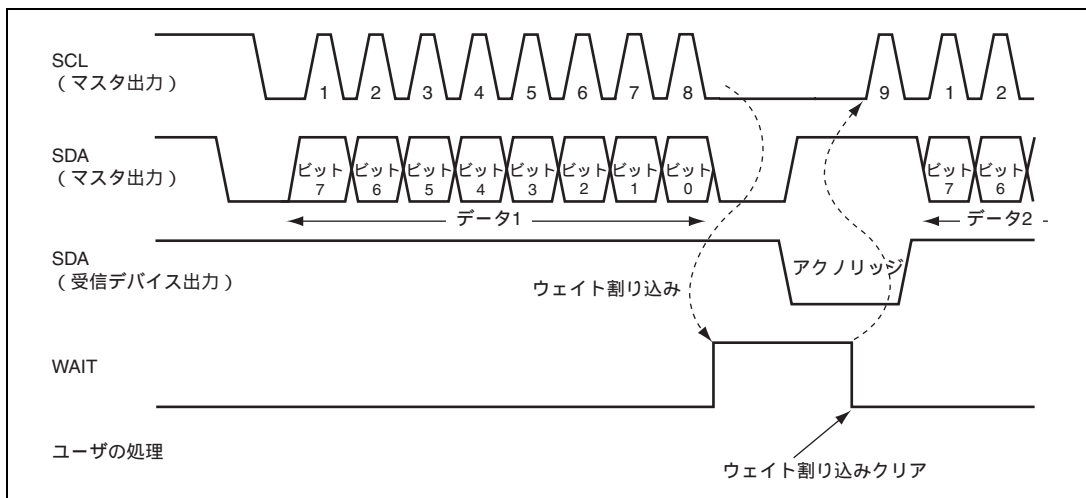 SCL
（マスタ出力）
1 2 3 4 5 6 7 8 9 1 2
SDA
（マスタ出力）
ビット7 ビット6 ビット5 ビット4 ビット3 ビット2 ビット1 ビット0 ビット7 ビット6
データ1 データ2
SDA
（受信デバイス出力）
アクノリッジ
ウェイト割り込み
WAIT
ユーザの処理
ウェイト割り込みクリア